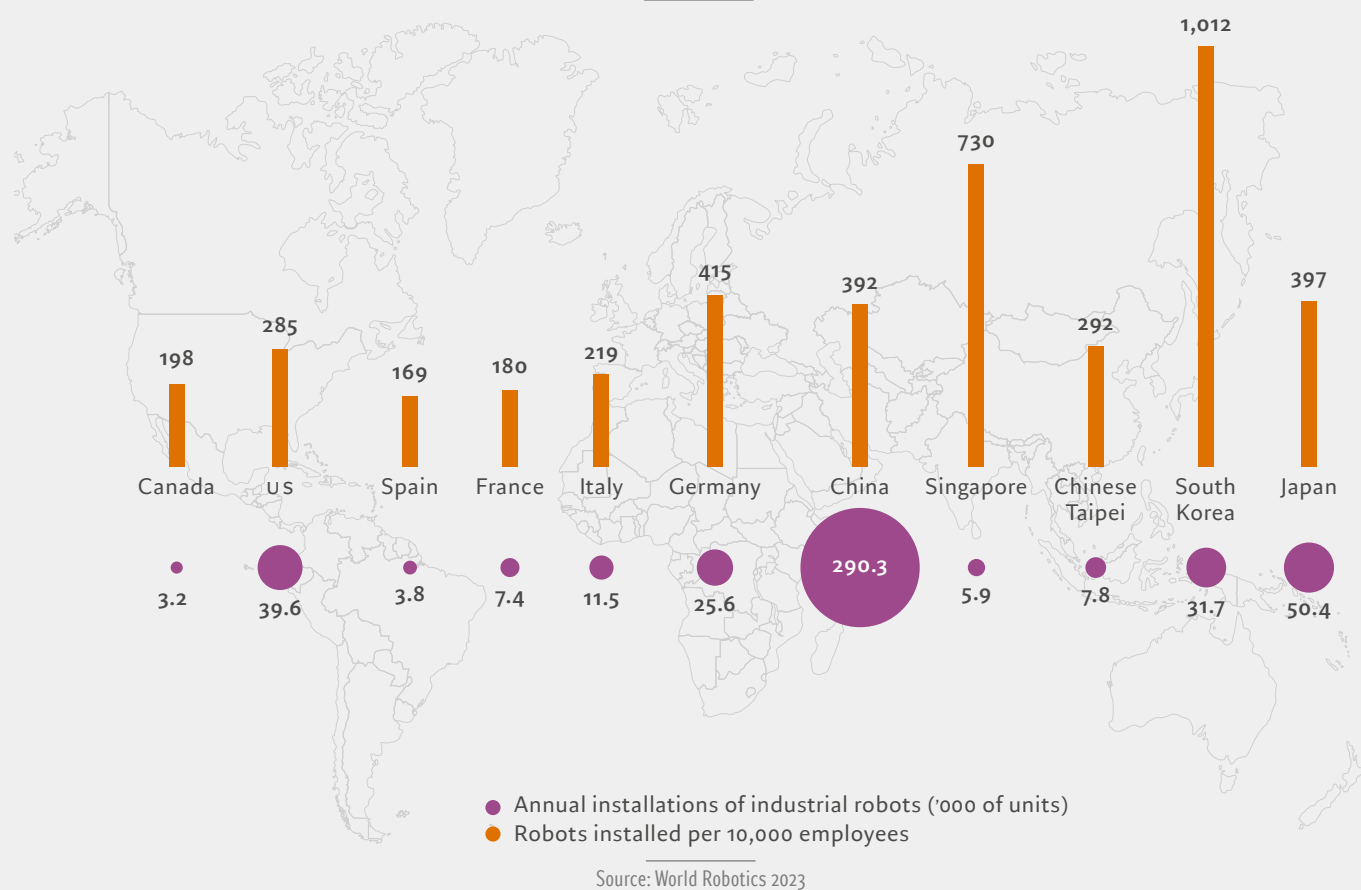 1,012
730
415
392
397
285
292
198
169
180
219
Canada
US
Spain
France
Italy
Germany
China
Singapore
Chinese
Taipei
South
Korea
Japan
3.2
39.6
3.8
7.4
11.5
25.6
290.3
5.9
7.8
31.7
50.4
Annual installations of industrial robots ('000 of units)
Robots installed per 10,000 employees
Source: World Robotics 2023